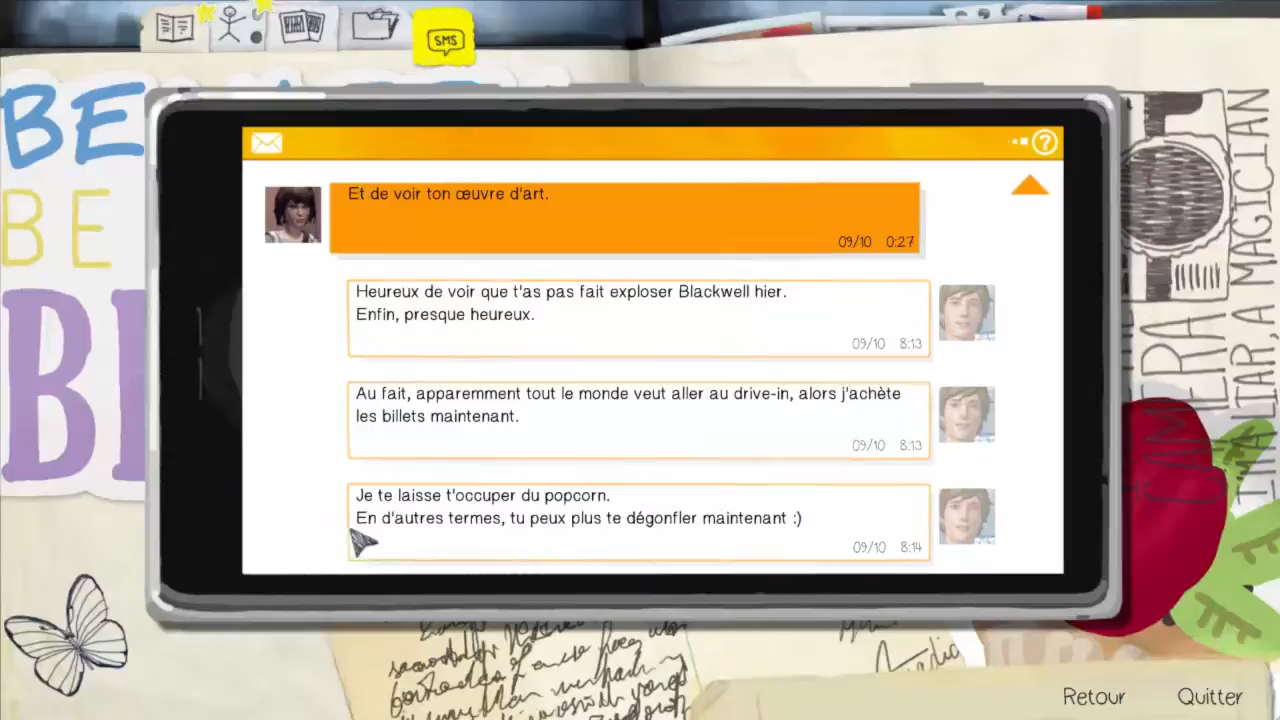 SMS
BE
BE
Et de voir ton œuvre d'art.
09/10 0:27
Heureux de voir que t'as pas fait exploser Blackwell hier.
Enfin, presque heureux.
09/10 8:13
Au fait, apparemment tout le monde veut aller au drive-in, alors j'achète
les billets maintenant.
09/10 8:13
Je te laisse t'occuper du popcorn.
En d'autres termes, tu peux plus te dégonfler maintenant :)
09/10 8:14
?
A MAGICIAN
Retour
Quitter